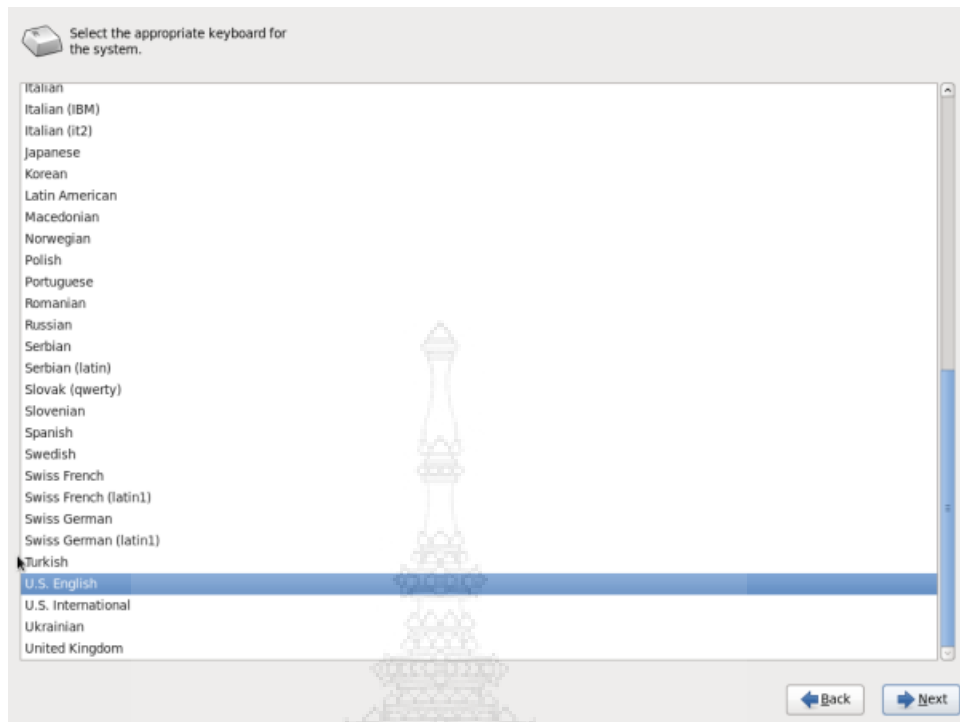 Select the appropriate keyboard for
the system.
Italian
Italian (IBM)
Italian (it2)
Japanese
Korean
Latin American
Macedonian
Norwegian
Polish
Portuguese
Romanian
Russian
Serbian
Serbian (latin)
Slovak (qwerty)
Slovenian
Spanish
Swedish
Swiss French
Swiss French (latin1)
Swiss German
Swiss German (latin1)
Turkish
U.S. English
U.S. International
Ukrainian
United Kingdom
Back
Next